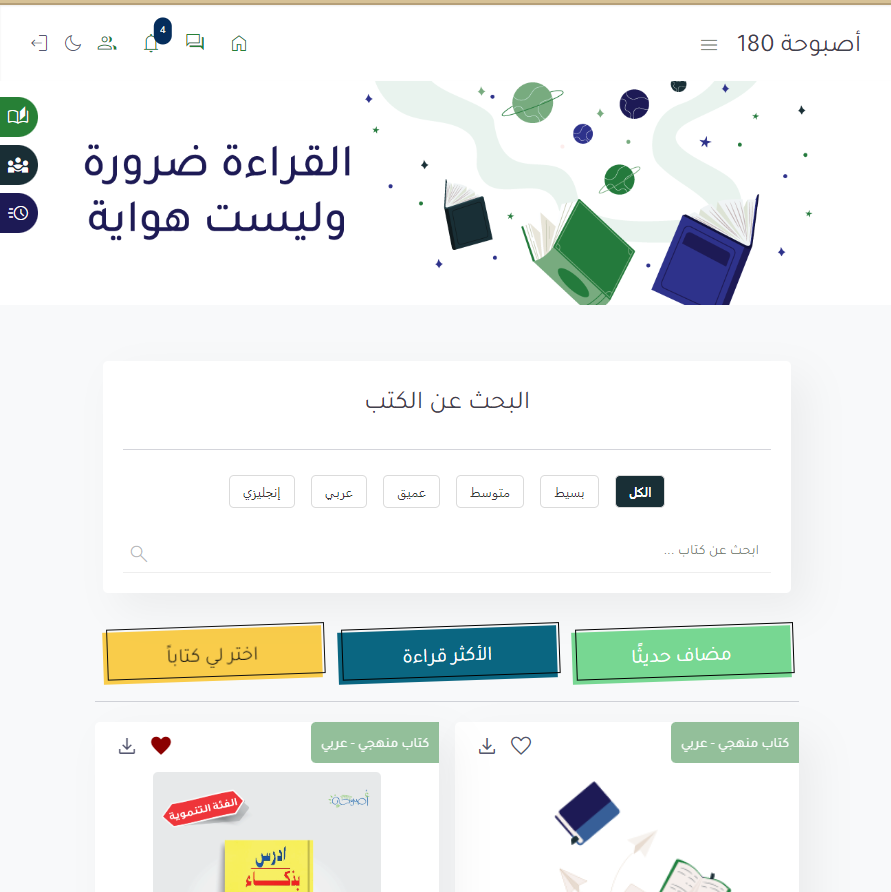 أصبوحة 180
4
القراءة ضرورة
وليست هواية
البحث عن الكتب
الكل
بسيط
متوسط
عميق
عربي
إنجليزي
ابحث عن كتاب ...
مضاف حديثًا
الأكثر قراءة
اختر لي كتاباً
كتاب منهجي - عربي
كتاب منهجي - عربي
أصبوحة
الفئة التنموية
ادرس
بذكاء